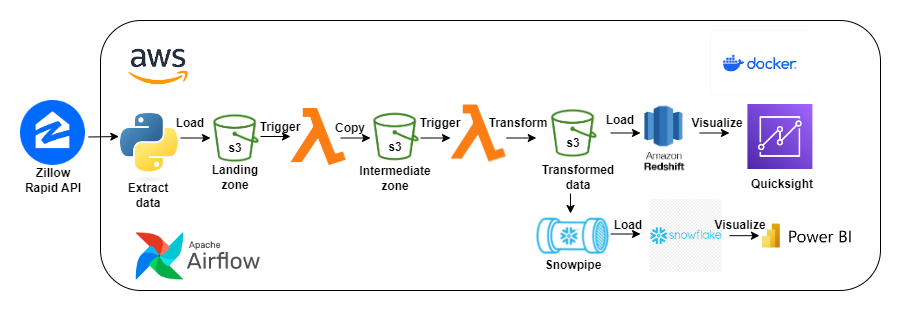 aws
docker
Load
Trigger
Copy
Trigger
Transform
Load
Visualize
S3
S3
S3
Zillow
Rapid API
Extract
data
Landing
zone
Intermediate
zone
Transformed
data
Amazon
Redshift
Quicksight
Apache
Airflow
Snowpipe
Load
snowflake
Visualize
Power BI